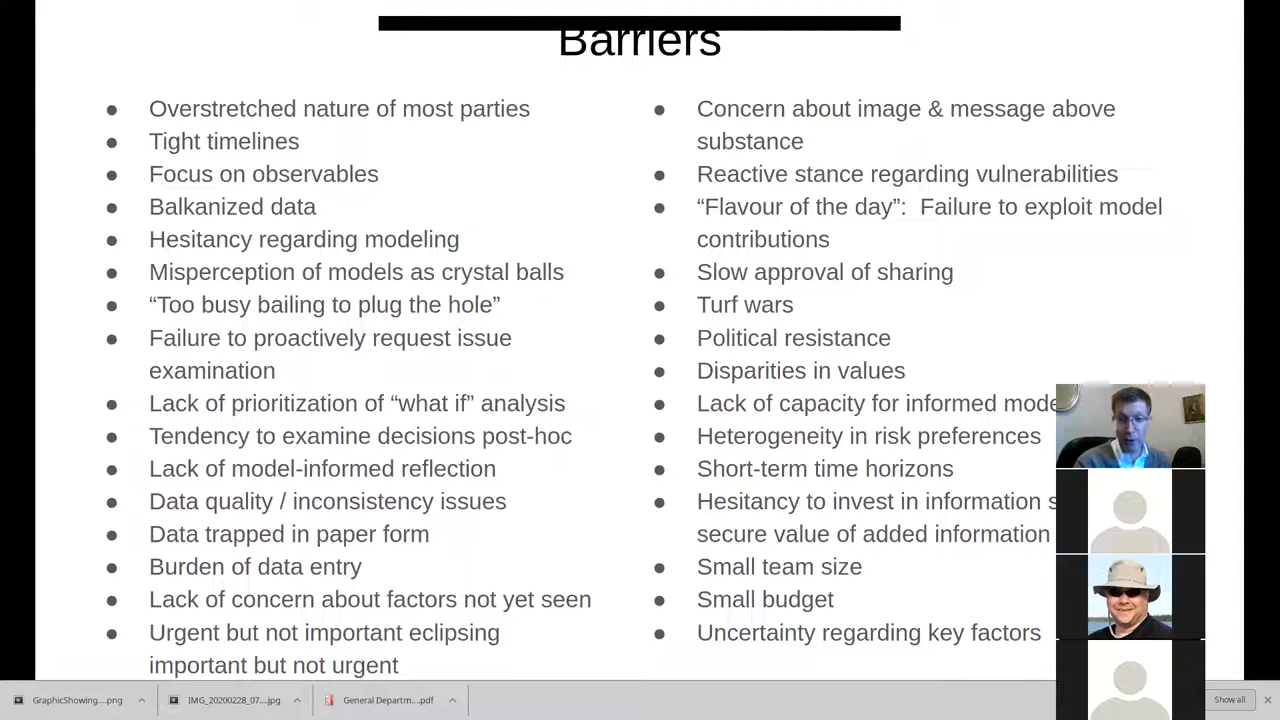 Barriers
● Overstretched nature of most parties
● Tight timelines
● Focus on observables
● Balkanized data
● Hesitancy regarding modeling
● Misperception of models as crystal balls
● “Too busy bailing to plug the hole”
● Failure to proactively request issue
examination
● Lack of prioritization of “what if” analysis
● Tendency to examine decisions post-hoc
● Lack of model-informed reflection
● Data quality / inconsistency issues
● Data trapped in paper form
● Burden of data entry
● Lack of concern about factors not yet seen
● Urgent but not important eclipsing
important but not urgent
● Concern about image & message above
substance
● Reactive stance regarding vulnerabilities
● “Flavour of the day”:  Failure to exploit model
contributions
● Slow approval of sharing
● Turf wars
● Political resistance
● Disparities in values
● Lack of capacity for informed
● Heterogeneity in risk preferences
● Short-term time horizons
● Hesitancy to invest in information
secure value of added information
● Small team size
● Small budget
● Uncertainty regarding key factors
GraphicShowing....png
IMG_20200228_07....jpg
General Departm....pdf
Show all